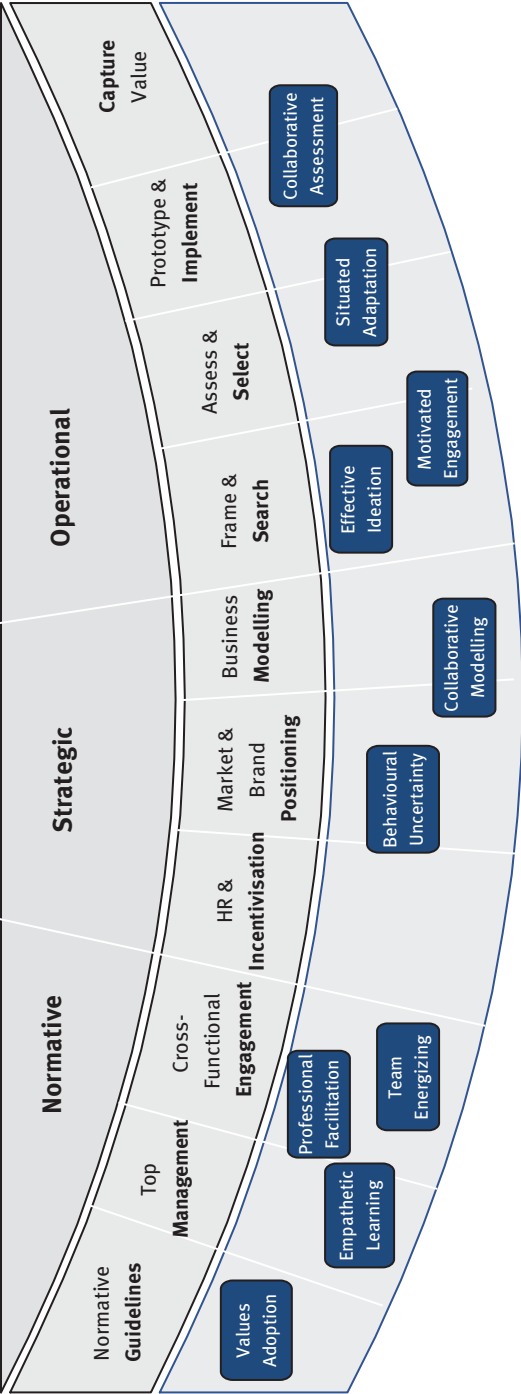 Normative
Strategic
Operational
Normative
Guidelines
Top
Management
Cross-
Functional
Engagement
HR &
Incentivisation
Market &
Brand
Positioning
Business
Modelling
Frame &
Search
Assess &
Select
Prototype &
Implement
Capture
Value
Values
Adoption
Empathetic
Learning
Professional
Facilitation
Team
Energizing
Behavioural
Uncertainty
Collaborative
Modelling
Effective
Ideation
Motivated
Engagement
Situated
Adaptation
Collaborative
Assessment